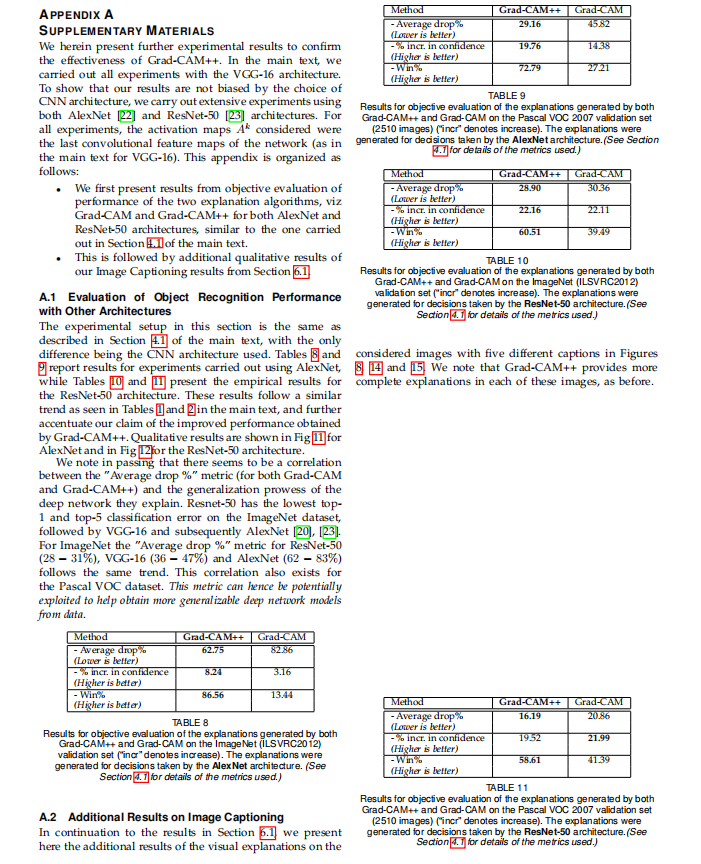 APPENDIX A
SUPPLEMENTARY MATERIALS
We herein present further experimental results to confirm
the effectiveness of Grad-CAM++. In the main text, we
carried out all experiments with the VGG-16 architecture.
To show that our results are not biased by the choice of
CNN architecture, we carry out extensive experiments using
both AlexNet [22] and ResNet-50 [23] architectures. For
all experiments, the activation maps A^k considered were
the last convolutional feature maps of the network (as in
the main text for VGG-16). This appendix is organized as
follows:
• We first present results from objective evaluation of
performance of the two explanation algorithms, viz
Grad-CAM and Grad-CAM++ for both AlexNet and
ResNet-50 architectures, similar to the one carried
out in Section 4.1 of the main text.
• This is followed by additional qualitative results of
our Image Captioning results from Section 6.1.
A.1 Evaluation of Object Recognition Performance
with Other Architectures
The experimental setup in this section is the same as
described in Section 4.1 of the main text, with the only
difference being the CNN architecture used. Tables 8 and
9 report results for experiments carried out using AlexNet,
while Tables 10 and 11 present the empirical results for
the ResNet-50 architecture. These results follow a similar
trend as seen in Tables 1 and 2 in the main text, and further
accentuate our claim of the improved performance obtained
by Grad-CAM++. Qualitative results are shown in Fig 11 for
AlexNet and in Fig 12 for the ResNet-50 architecture.
We note in passing that there seems to be a correlation
between the "Average drop %" metric (for both Grad-CAM
and Grad-CAM++) and the generalization prowess of the
deep network they explain. Resnet-50 has the lowest top-
1 and top-5 classification error on the ImageNet dataset,
followed by VGG-16 and subsequently AlexNet [20], [23].
For ImageNet the "Average drop %" metric for ResNet-50
(28 − 31%), VGG-16 (36 − 47%) and AlexNet (62 − 83%)
follows the same trend. This correlation also exists for
the Pascal VOC dataset. This metric can hence be potentially
exploited to help obtain more generalizable deep network models
from data.
Method Grad-CAM++ Grad-CAM
- Average drop% 62.75 82.86
(Lower is better)
- % incr. in confidence 8.24 3.16
(Higher is better)
- Win% 86.56 13.44
(Higher is better)
TABLE 8
Results for objective evaluation of the explanations generated by both
Grad-CAM++ and Grad-CAM on the ImageNet (ILSVRC2012)
validation set ("incr" denotes increase). The explanations were
generated for decisions taken by the AlexNet architecture. (See
Section 4.1 for details of the metrics used.)
A.2 Additional Results on Image Captioning
In continuation to the results in Section 6.1, we present
here the additional results of the visual explanations on the
Method Grad-CAM++ Grad-CAM
- Average drop% 29.16 45.82
(Lower is better)
- % incr. in confidence 19.76 14.38
(Higher is better)
- Win% 72.79 27.21
(Higher is better)
TABLE 9
Results for objective evaluation of the explanations generated by both
Grad-CAM++ and Grad-CAM on the Pascal VOC 2007 validation set
(2510 images) ("incr" denotes increase). The explanations were
generated for decisions taken by the AlexNet architecture.(See Section
4.1 for details of the metrics used.)
Method Grad-CAM++ Grad-CAM
- Average drop% 28.90 30.36
(Lower is better)
- % incr. in confidence 22.16 22.11
(Higher is better)
- Win% 60.51 39.49
(Higher is better)
TABLE 10
Results for objective evaluation of the explanations generated by both
Grad-CAM++ and Grad-CAM on the ImageNet (ILSVRC2012)
validation set ("incr" denotes increase). The explanations were
generated for decisions taken by the ResNet-50 architecture.(See
Section 4.1 for details of the metrics used.)
considered images with five different captions in Figures
8, 14 and 15. We note that Grad-CAM++ provides more
complete explanations in each of these images, as before.
Method Grad-CAM++ Grad-CAM
- Average drop% 16.19 20.86
(Lower is better)
- % incr. in confidence 19.52 21.99
(Higher is better)
- Win% 58.61 41.39
(Higher is better)
TABLE 11
Results for objective evaluation of the explanations generated by both
Grad-CAM++ and Grad-CAM on the Pascal VOC 2007 validation set
(2510 images) ("incr" denotes increase). The explanations were
generated for decisions taken by the ResNet-50 architecture.(See
Section 4.1 for details of the metrics used.)